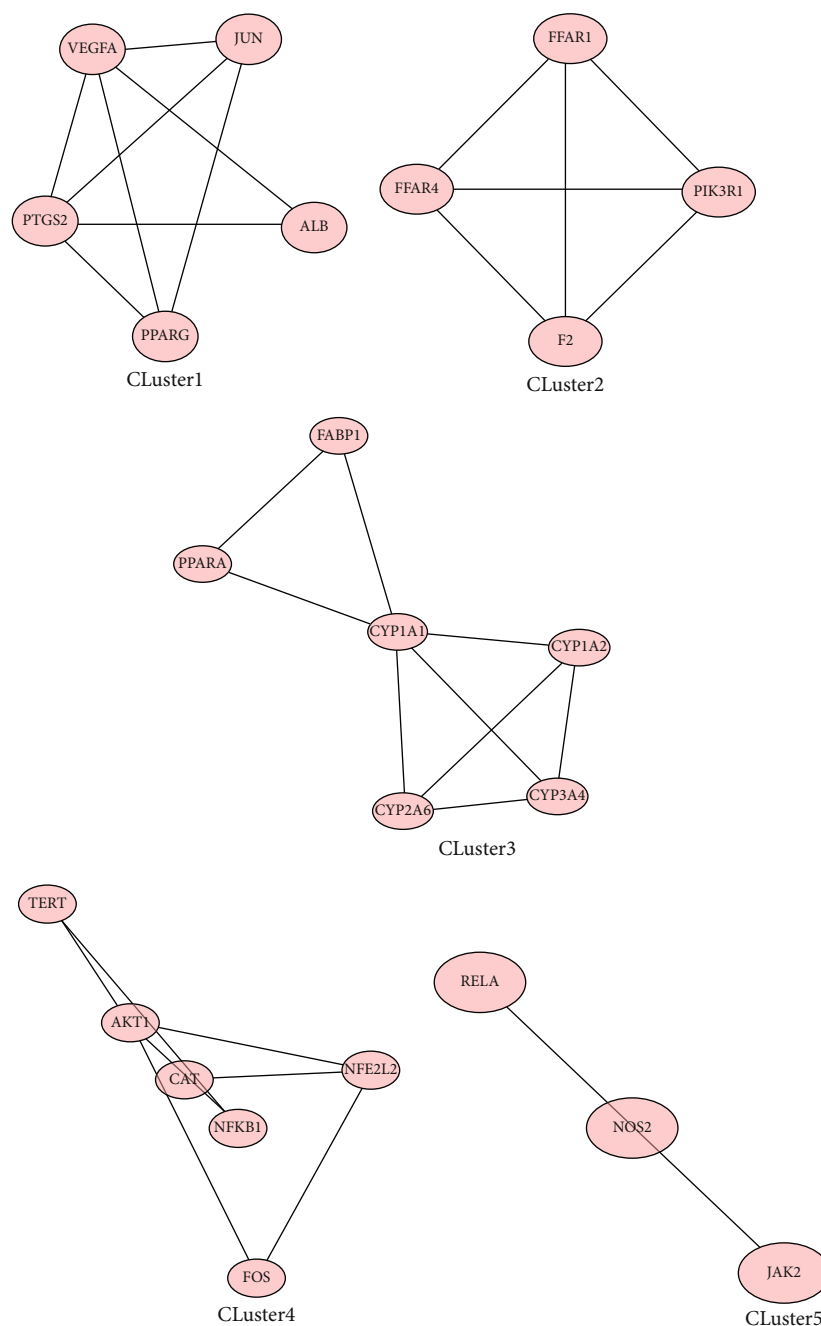 VEGFA
JUN
PTGS2
ALB
PPARG
CLuster1
FFAR1
FFAR4
PIK3R1
F2
CLuster2
FABP1
PPARA
CYP1A1
CYP1A2
CYP2A6
CYP3A4
CLuster3
TERT
AKT1
CAT
NFE2L2
NFKB1
FOS
CLuster4
RELA
NOS2
JAK2
CLuster5